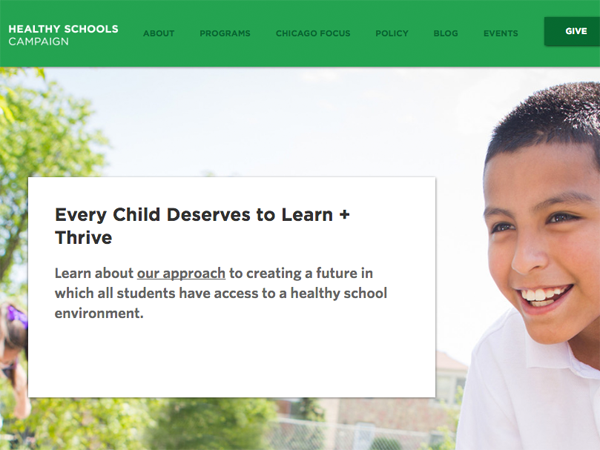 HEALTHY SCHOOLS
CAMPAIGN
ABOUT PROGRAMS CHICAGO FOCUS POLICY BLOG EVENTS GIVE
Every Child Deserves to Learn +
Thrive
Learn about our approach to creating a future in
which all students have access to a healthy school
environment.